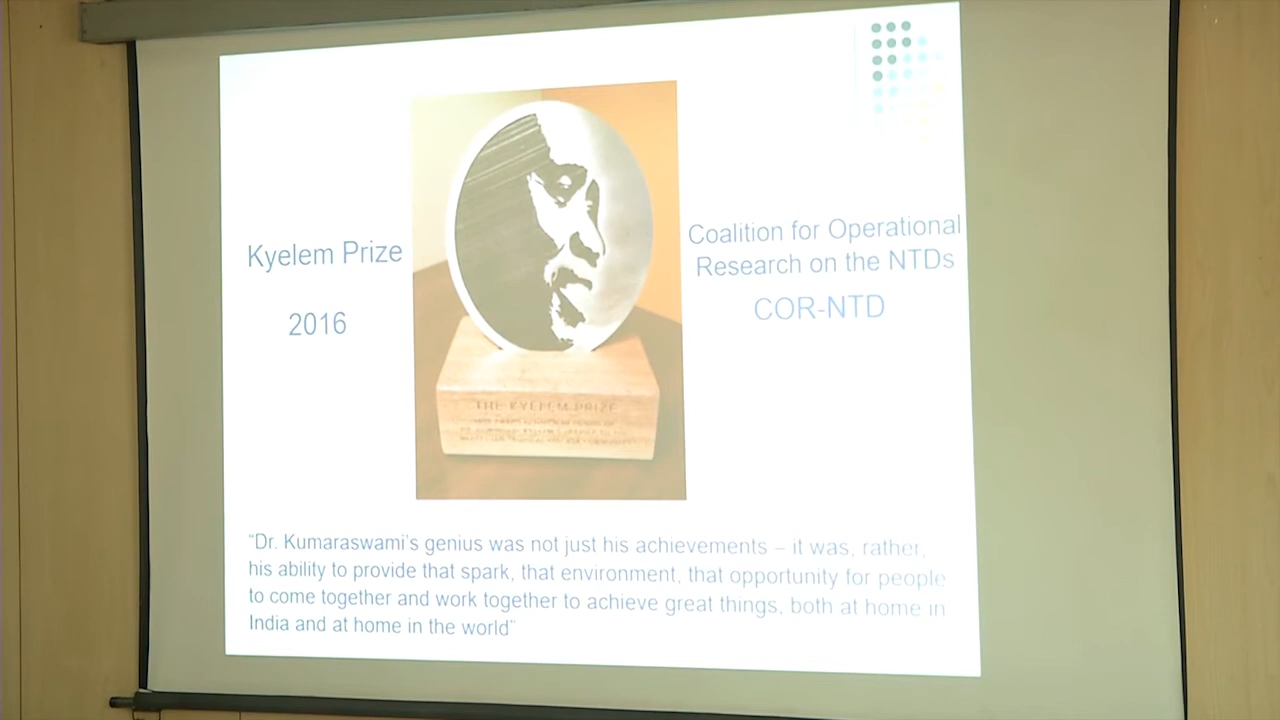 Kyelem Prize
2016
THE KYELEM PRIZE
Coalition for Operational
Research on the NTDs
COR-NTD
“Dr. Kumaraswami’s genius was not just his achievements – it was, rather,
his ability to provide that spark, that environment, that opportunity for people
to come together and work together to achieve great things, both at home in
India and at home in the world”